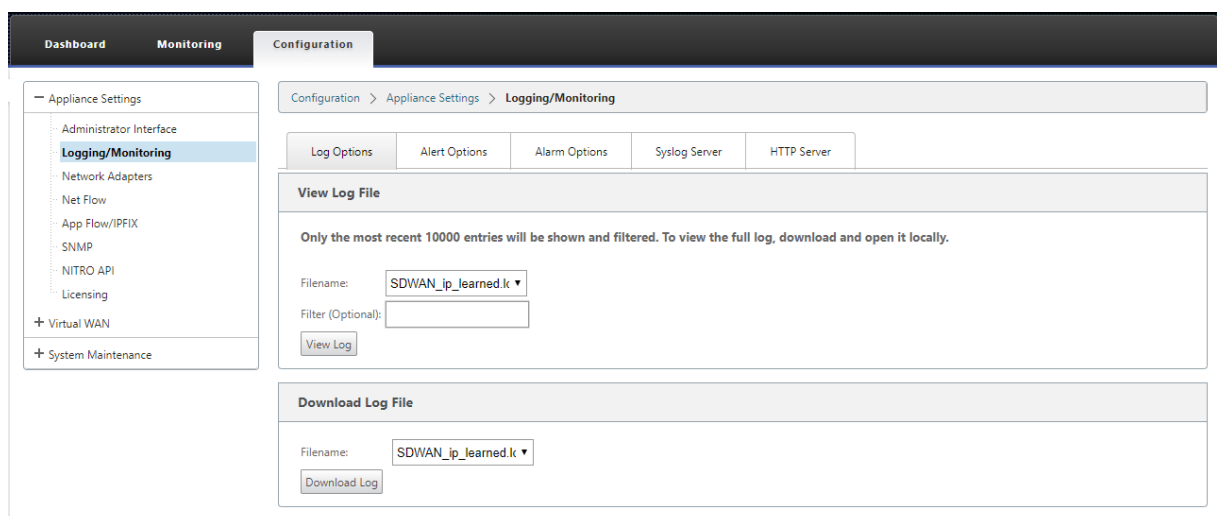 Dashboard Monitoring Configuration
Appliance Settings
Administrator Interface
Logging/Monitoring
Network Adapters
Net Flow
App Flow/IPFIX
SNMP
NITRO API
Licensing
Virtual WAN
System Maintenance
Configuration > Appliance Settings > Logging/Monitoring
Log Options Alert Options Alarm Options Syslog Server HTTP Server
View Log File
Only the most recent 10000 entries will be shown and filtered. To view the full log, download and open it locally.
Filename: SDWAN_ip_learned.lc
Filter (Optional):
View Log
Download Log File
Filename: SDWAN_ip_learned.lc
Download Log